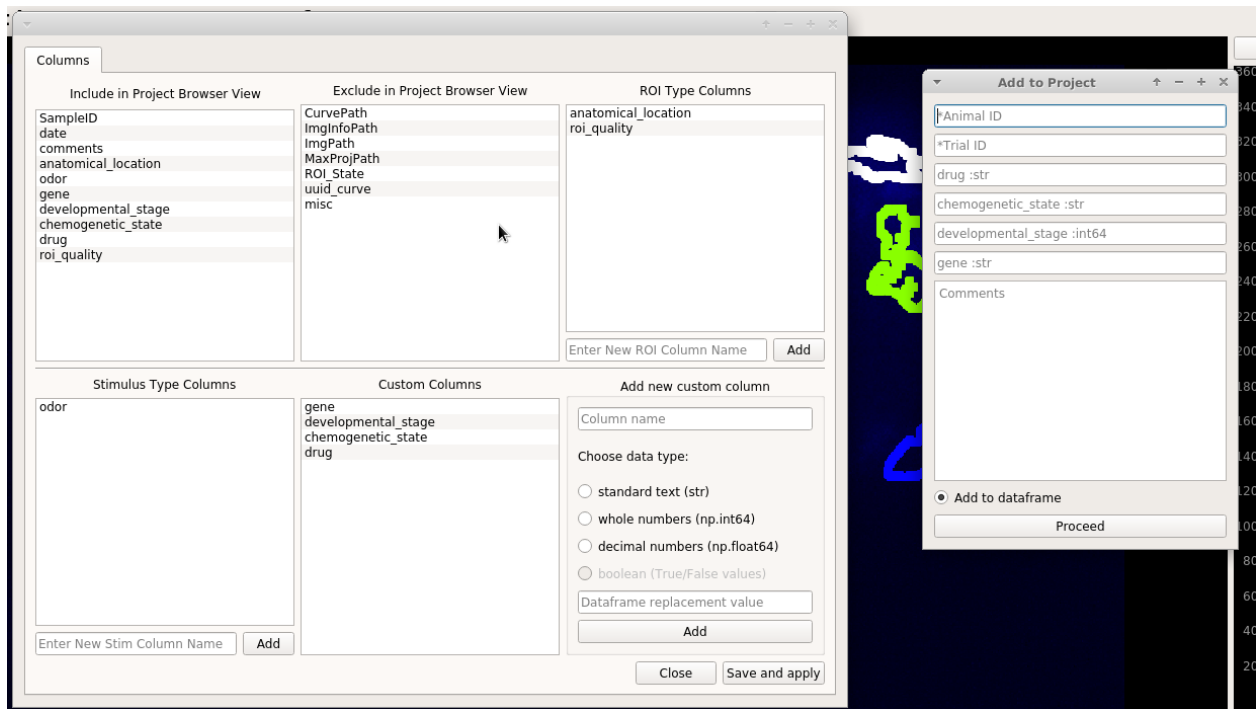 Columns
Include in Project Browser View
SampleID
date
comments
anatomical_location
odor
gene
developmental_stage
chemogenetic_state
drug
roi_quality
Exclude in Project Browser View
CurvePath
ImgInfoPath
ImgPath
MaxProjPath
ROI_State
uuid_curve
misc
ROI Type Columns
anatomical_location
roi_quality
Enter New ROI Column Name
Add
Stimulus Type Columns
odor
Enter New Stim Column Name
Add
Custom Columns
gene
developmental_stage
chemogenetic_state
drug
Add new custom column
Column name
Choose data type:
standard text (str)
whole numbers (np.int64)
decimal numbers (np.float64)
boolean (True/False values)
Dataframe replacement value
Add
Close
Save and apply
Add to Project
*Animal ID
*Trial ID
drug :str
chemogenetic_state :str
developmental_stage :int64
gene :str
Comments
Add to dataframe
Proceed
80
60
40
20